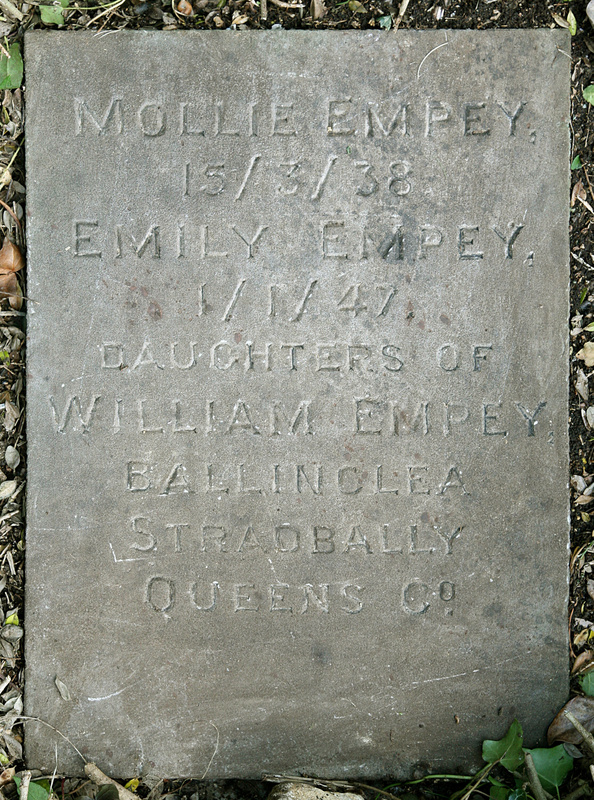 MOLLIE EMPEY,
15/3/38.
EMILY EMPEY,
1/1/47.
DAUGHTERS OF
WILLIAM EMPEY,
BALLINCLEA
STRADBALLY
QUEENS Cº